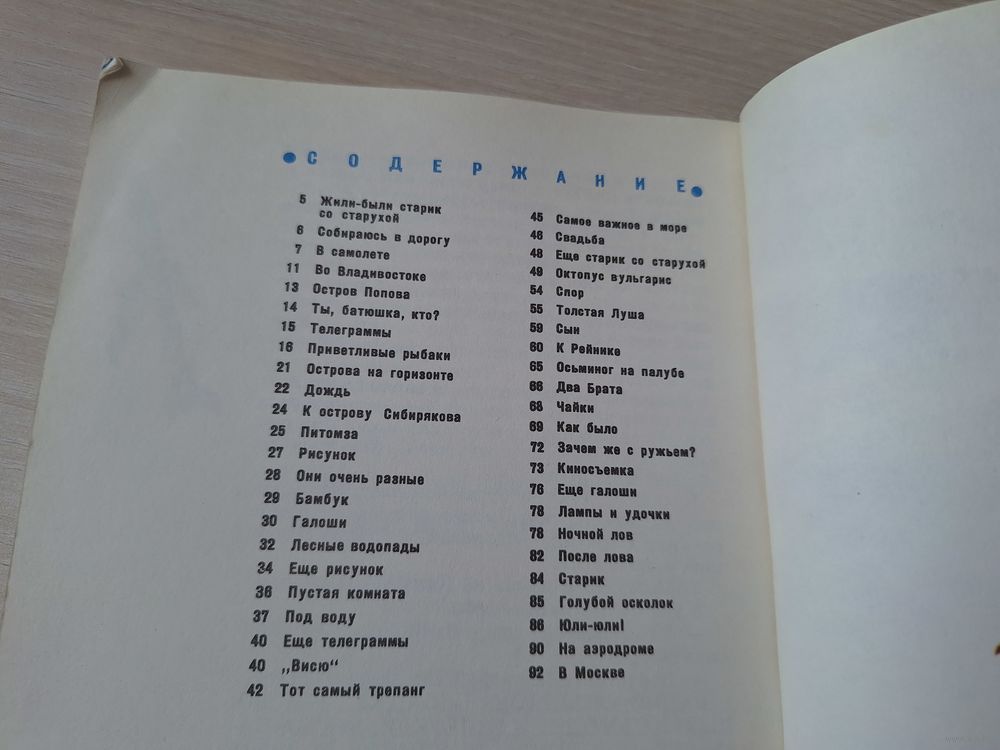 СОДЕРЖАНИЕ
5 Жили-были старик
со старухой
6 Собираюсь в дорогу
7 В самолете
11 Во Владивостоке
13 Остров Попова
14 Ты, батюшка, кто?
15 Телеграммы
16 Приветливые рыбаки
21 Острова на горизонте
22 Дождь
24 К острову Сибирякова
25 Питомза
27 Рисунок
28 Они очень разные
29 Бамбук
30 Галоши
32 Лесные водопады
34 Еще рисунок
36 Пустая комната
37 Под воду
40 Еще телеграммы
40 „Висю“
42 Тот самый трепанг
45 Самое важное в море
46 Свадьба
48 Еще старик со старухой
49 Октопус вульгарис
54 Спор
55 Толстая Луша
59 Сын
60 К Рейнике
65 Осьминог на палубе
66 Два Брата
68 Чайки
69 Как было
72 Зачем же с ружьем?
73 Киносъемка
76 Еще галоши
78 Лампы и удочки
78 Ночной лов
82 После лова
84 Старик
85 Голубой осколок
86 Юли-юли!
90 На аэродроме
92 В Москве